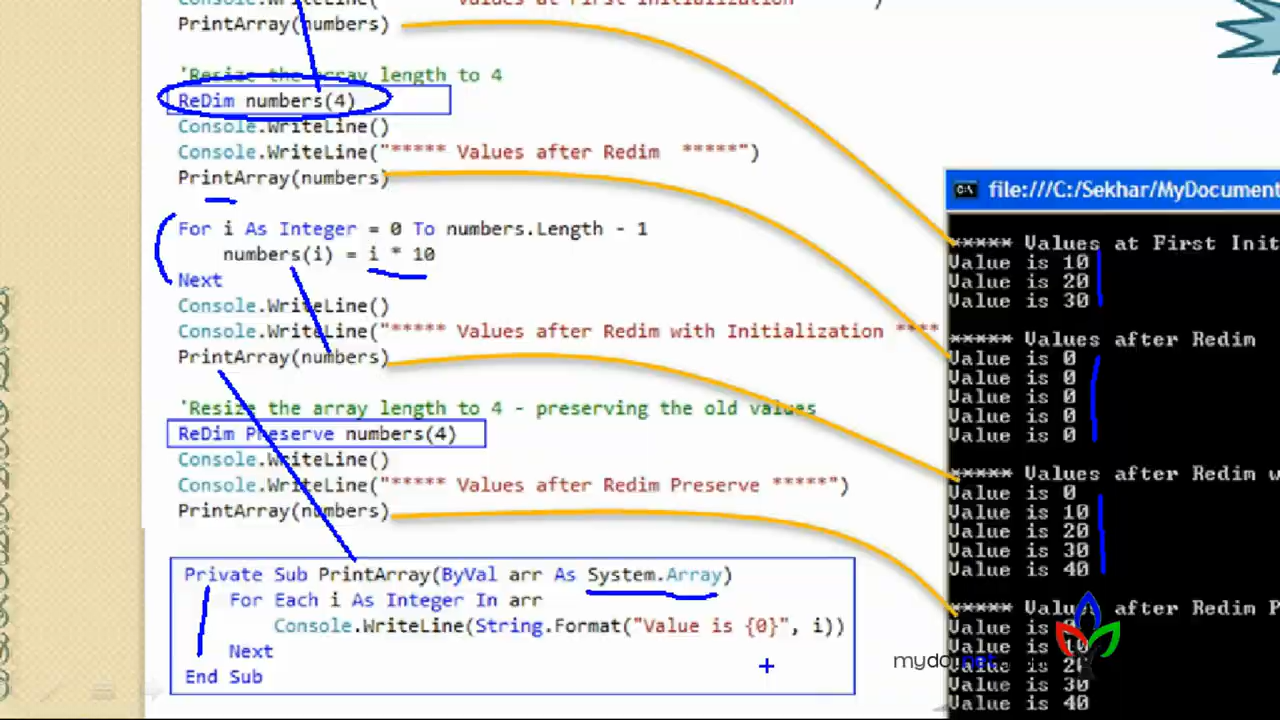 PrintArray(numbers)
'Resize the array length to 4
ReDim numbers(4)
Console.WriteLine()
Console.WriteLine("***** Values after Redim  *****")
PrintArray(numbers)
For i As Integer = 0 To numbers.Length - 1
numbers(i) = i * 10
Next
Console.WriteLine()
Console.WriteLine("***** Values after Redim with Initialization ****
PrintArray(numbers)
'Resize the array length to 4 - preserving the old values
ReDim Preserve numbers(4)
Console.WriteLine()
Console.WriteLine("***** Values after Redim Preserve *****")
PrintArray(numbers)
Private Sub PrintArray(ByVal arr As System.Array)
For Each i As Integer In arr
Console.WriteLine(String.Format("Value is {0}", i))
Next
End Sub
file:///C:/Sekhar/MyDocument
***** Values at First Init
Value is 10
Value is 20
Value is 30
***** Values after Redim
Value is 0
Value is 0
Value is 0
Value is 0
Value is 0
***** Values after Redim w
Value is 0
Value is 10
Value is 20
Value is 30
Value is 40
***** Values after Redim P
Value is 0
Value is 10
Value is 20
Value is 30
Value is 40